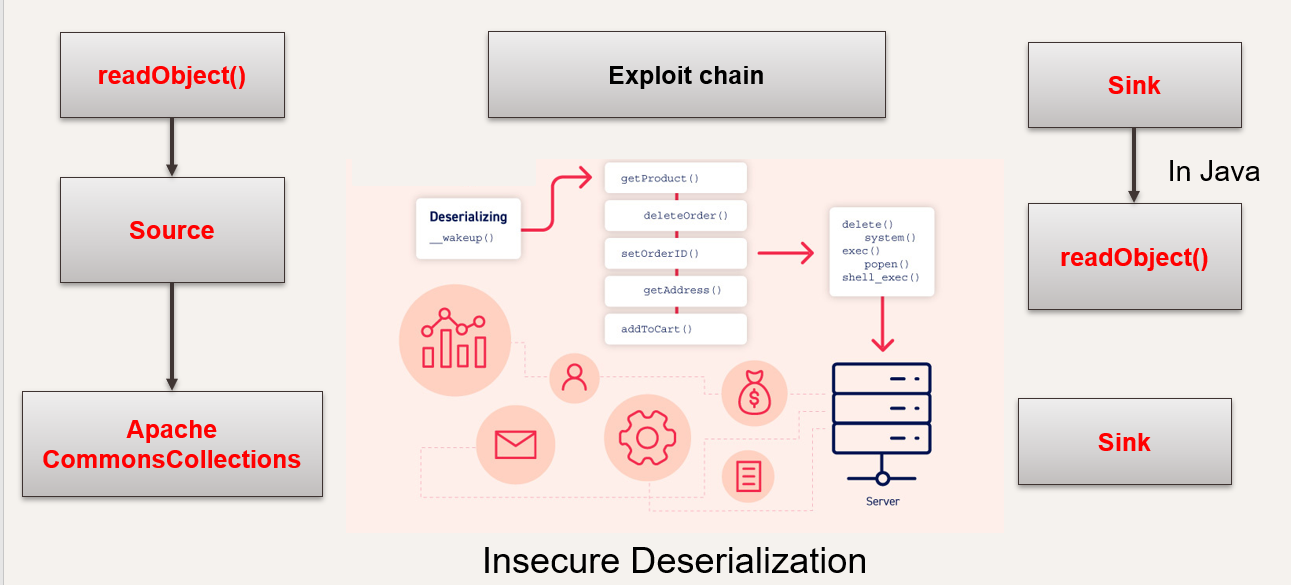 readObject()
Source
Apache
CommonsCollections
Exploit chain
Deserializing
__wakeup()
getProduct()
deleteOrder()
setOrderID()
getAddress()
addToCart()
delete()
system()
exec()
popen()
shell_exec()
$
Server
Insecure Deserialization
Sink
In Java
readObject()
Sink